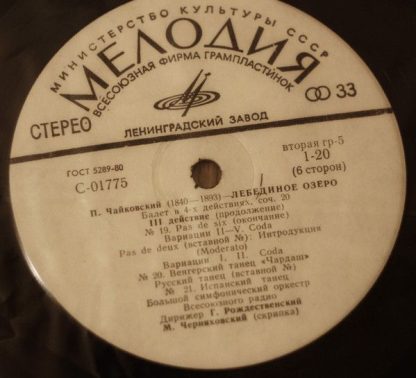 МИНИСТЕРСТВО КУЛЬТУРЫ СССР
МЕЛОДИЯ
ВСЕСОЮЗНАЯ ФИРМА ГРАМПЛАСТИНОК
СТЕРЕО
33
ЛЕНИНГРАДСКИЙ ЗАВОД
ГОСТ 5289-80
С-01775
вторая гр-5
1-20
(6 сторон)
П. Чайковский (1840—1893)—ЛЕБЕДИНОЕ ОЗЕРО
Балет в 4-х действиях, соч. 20
III действие (продолжение)
№ 19. Pas de six (окончание)
Вариации II—V. Coda
Pas de deux (вставной №): Интродукция
(Moderato)
Вариации I, II. Coda
№ 20. Венгерский танец «Чардаш»
Русский танец (вставной №)
№ 21. Испанский танец
Большой симфонический оркестр
Всесоюзного радио
Дирижер Г. Рождественский
М. Черняховский (скрипка)